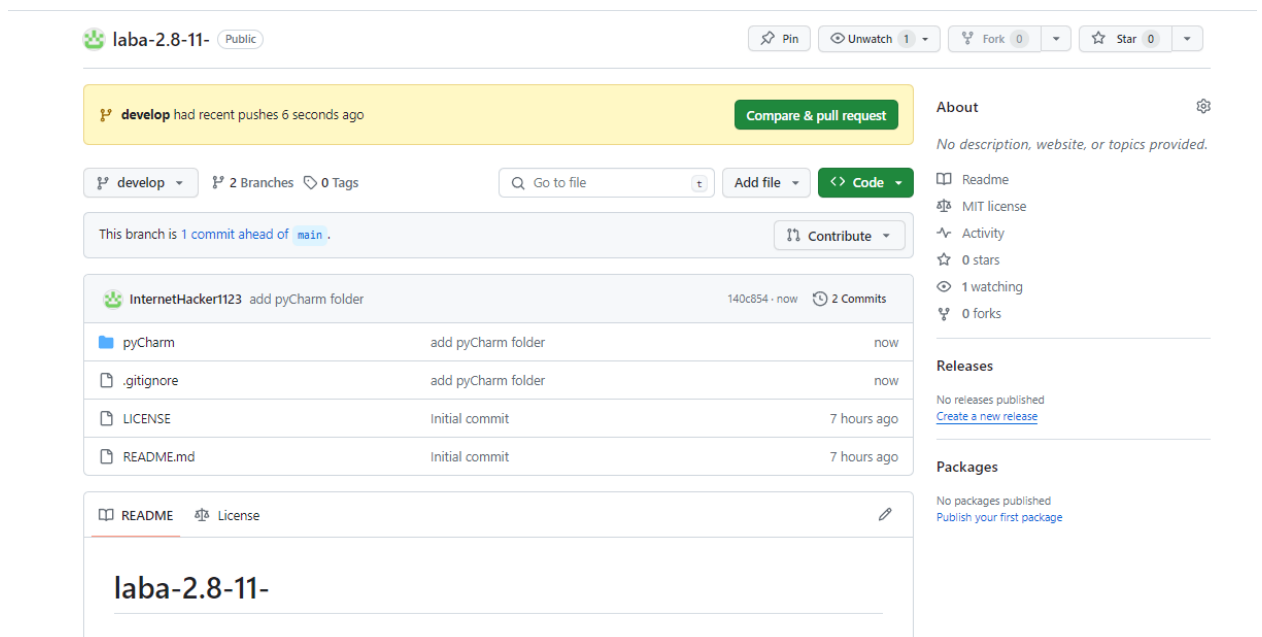 laba-2.8-11- Public Pin Unwatch 1 Fork 0 Star 0
develop had recent pushes 6 seconds ago Compare & pull request
develop 2 Branches 0 Tags Go to file t Add file Code
This branch is 1 commit ahead of main . Contribute
InternetHacker1123 add pyCharm folder 140c854 · now 2 Commits
pyCharm add pyCharm folder now
.gitignore add pyCharm folder now
LICENSE Initial commit 7 hours ago
README.md Initial commit 7 hours ago
README License
laba-2.8-11-
About
No description, website, or topics provided.
Readme
MIT license
Activity
0 stars
1 watching
0 forks
Releases
No releases published
Create a new release
Packages
No packages published
Publish your first package